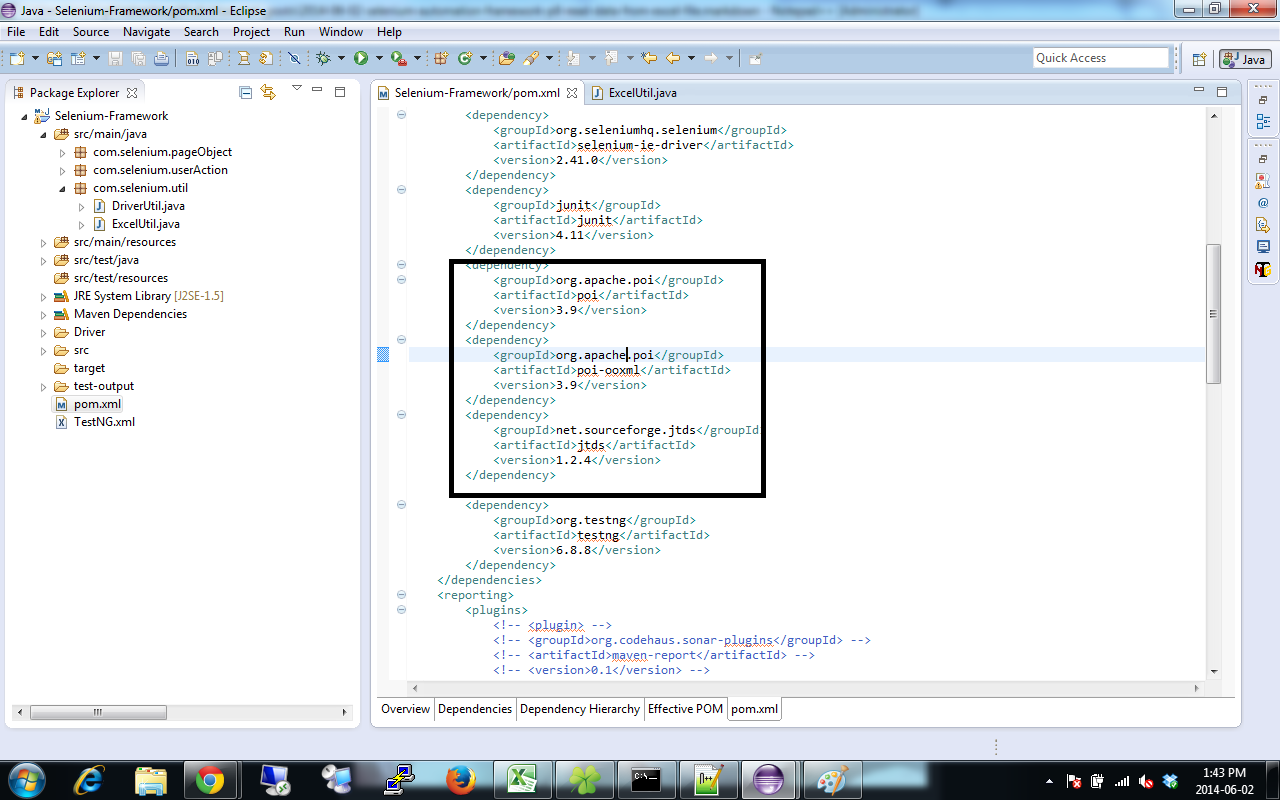 Java - Selenium-Framework/pom.xml - Eclipse
File Edit Source Navigate Search Project Run Window Help
Quick Access
Java
Package Explorer
Selenium-Framework
src/main/java
com.selenium.pageObject
com.selenium.userAction
com.selenium.util
DriverUtil.java
ExcelUtil.java
src/main/resources
src/test/java
src/test/resources
JRE System Library [J2SE-1.5]
Maven Dependencies
Driver
src
target
test-output
pom.xml
TestNG.xml
Selenium-Framework/pom.xml
ExcelUtil.java
<dependency>
<groupId>org.seleniumhq.selenium</groupId>
<artifactId>selenium-ie-driver</artifactId>
<version>2.41.0</version>
</dependency>
<dependency>
<groupId>junit</groupId>
<artifactId>junit</artifactId>
<version>4.11</version>
</dependency>
<dependency>
<groupId>org.apache.poi</groupId>
<artifactId>poi</artifactId>
<version>3.9</version>
</dependency>
<dependency>
<groupId>org.apache.poi</groupId>
<artifactId>poi-ooxml</artifactId>
<version>3.9</version>
</dependency>
<dependency>
<groupId>net.sourceforge.jtds</groupId
<artifactId>jtds</artifactId>
<version>1.2.4</version>
</dependency>
<dependency>
<groupId>org.testng</groupId>
<artifactId>testng</artifactId>
<version>6.8.8</version>
</dependency>
</dependencies>
<reporting>
<plugins>
<!-- <plugin> -->
<!-- <groupId>org.codehaus.sonar-plugins</groupId> -->
<!-- <artifactId>maven-report</artifactId> -->
<!-- <version>0.1</version> -->
Overview Dependencies Dependency Hierarchy Effective POM pom.xml
1:43 PM
2014-06-02